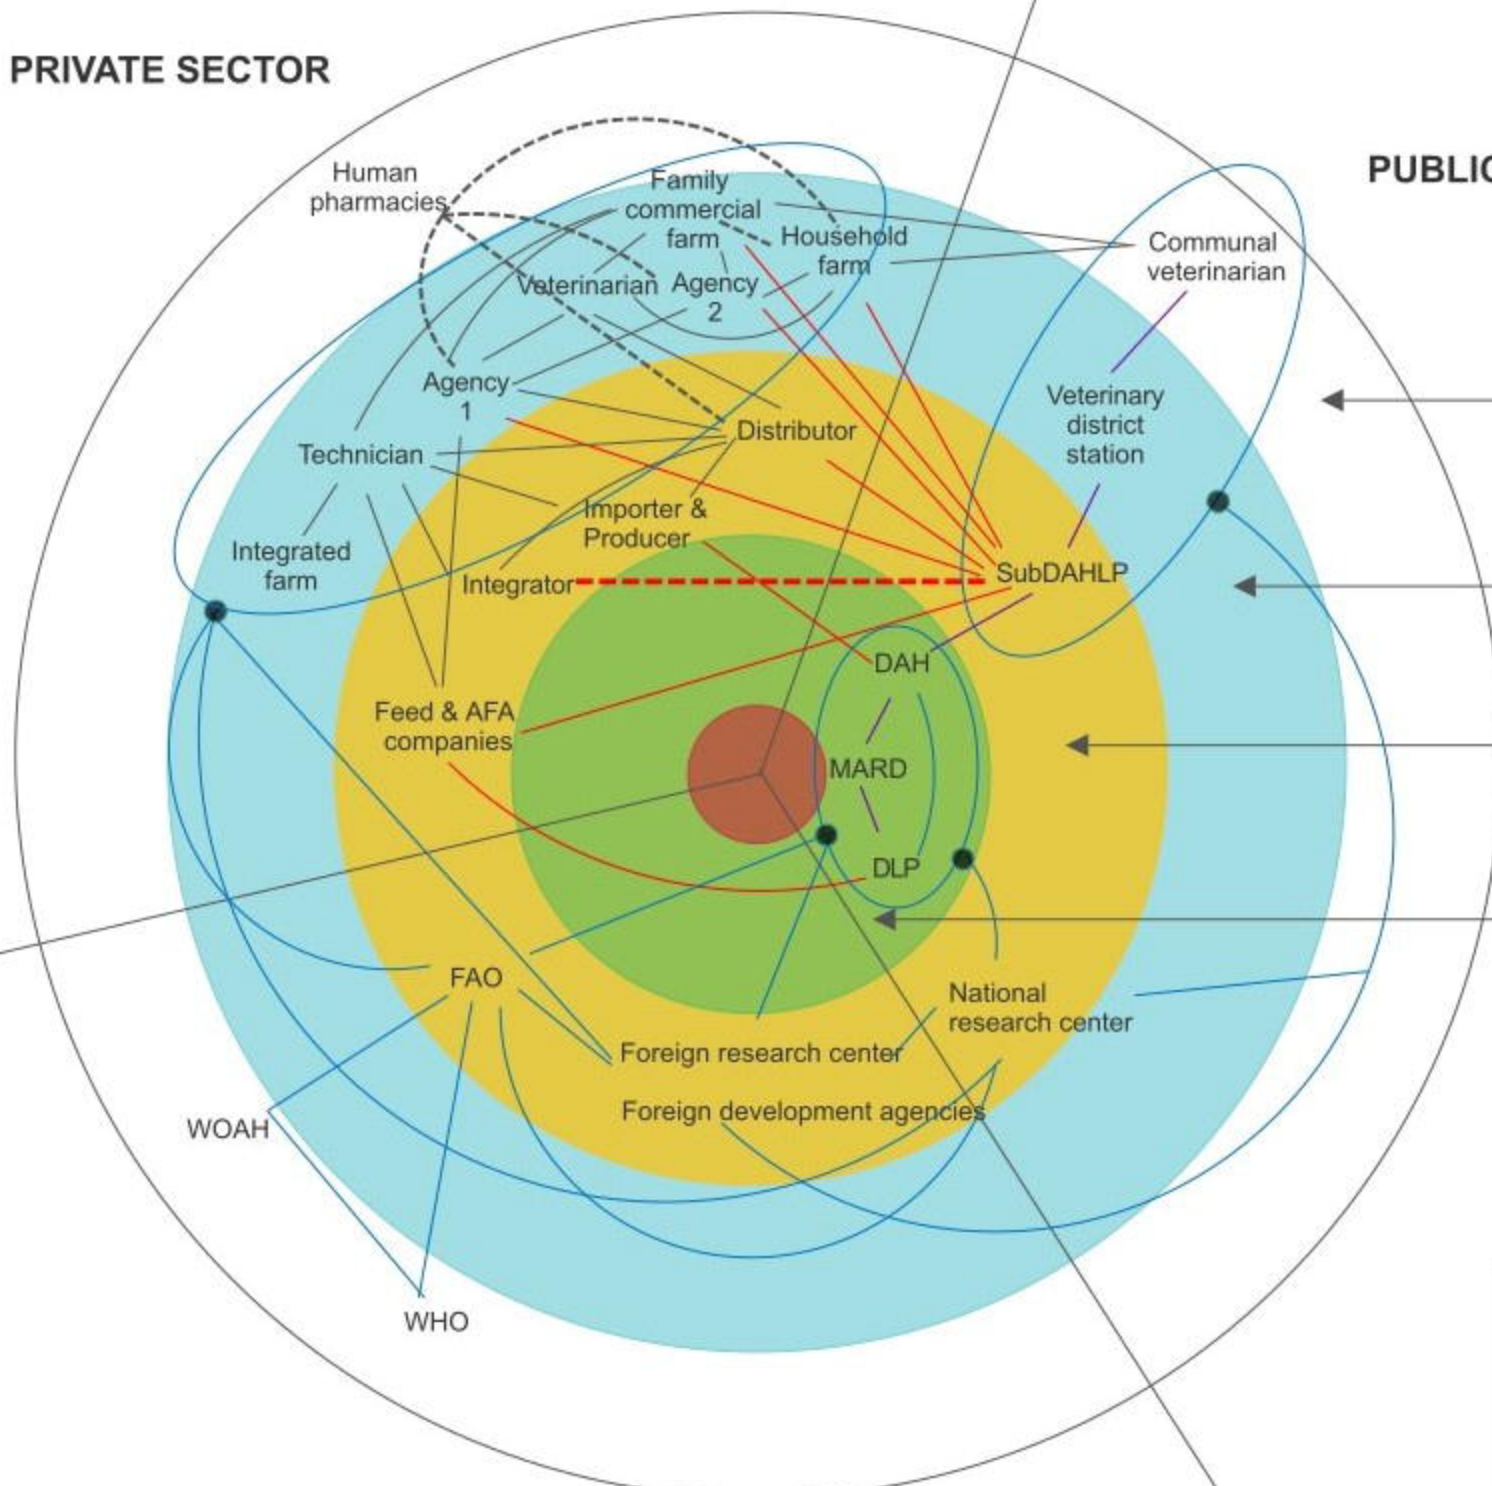 PRIVATE SECTOR
PUBLIC
Human
pharmacies
Family
commercial
farm
Household
farm
Communal
veterinarian
Veterinarian
Agency
2
Agency
1
Veterinary
district
station
Distributor
Technician
Importer &
Producer
Integrated
farm
Integrator
SubDAHLP
DAH
Feed & AFA
companies
MARD
DLP
FAO
National
research center
Foreign research center
Foreign development agencies
WOAH
WHO